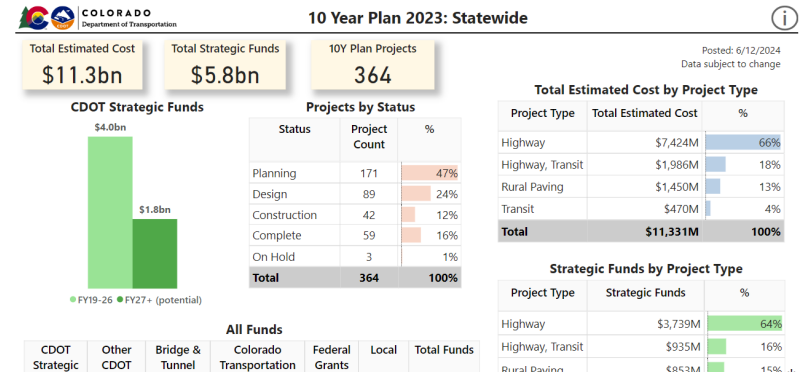 COLORADO
Department of Transportation
CDOT
10 Year Plan 2023: Statewide
i
Total Estimated Cost
$11.3bn
Total Strategic Funds
$5.8bn
10Y Plan Projects
364
Posted: 6/12/2024
Data subject to change
CDOT Strategic Funds
$4.0bn
$1.8bn
FY19-26 FY27+ (potential)
Projects by Status
Status Project Count %
Planning 171 47%
Design 89 24%
Construction 42 12%
Complete 59 16%
On Hold 3 1%
Total 364 100%
Total Estimated Cost by Project Type
Project Type Total Estimated Cost %
Highway $7,424M 66%
Highway, Transit $1,986M 18%
Rural Paving $1,450M 13%
Transit $470M 4%
Total $11,331M 100%
Strategic Funds by Project Type
Project Type Strategic Funds %
Highway $3,739M 64%
Highway, Transit $935M 16%
Rural Paving $853M 15%
All Funds
CDOT Other Bridge & Colorado Federal Local Total Funds
Strategic CDOT Tunnel Transportation Grants